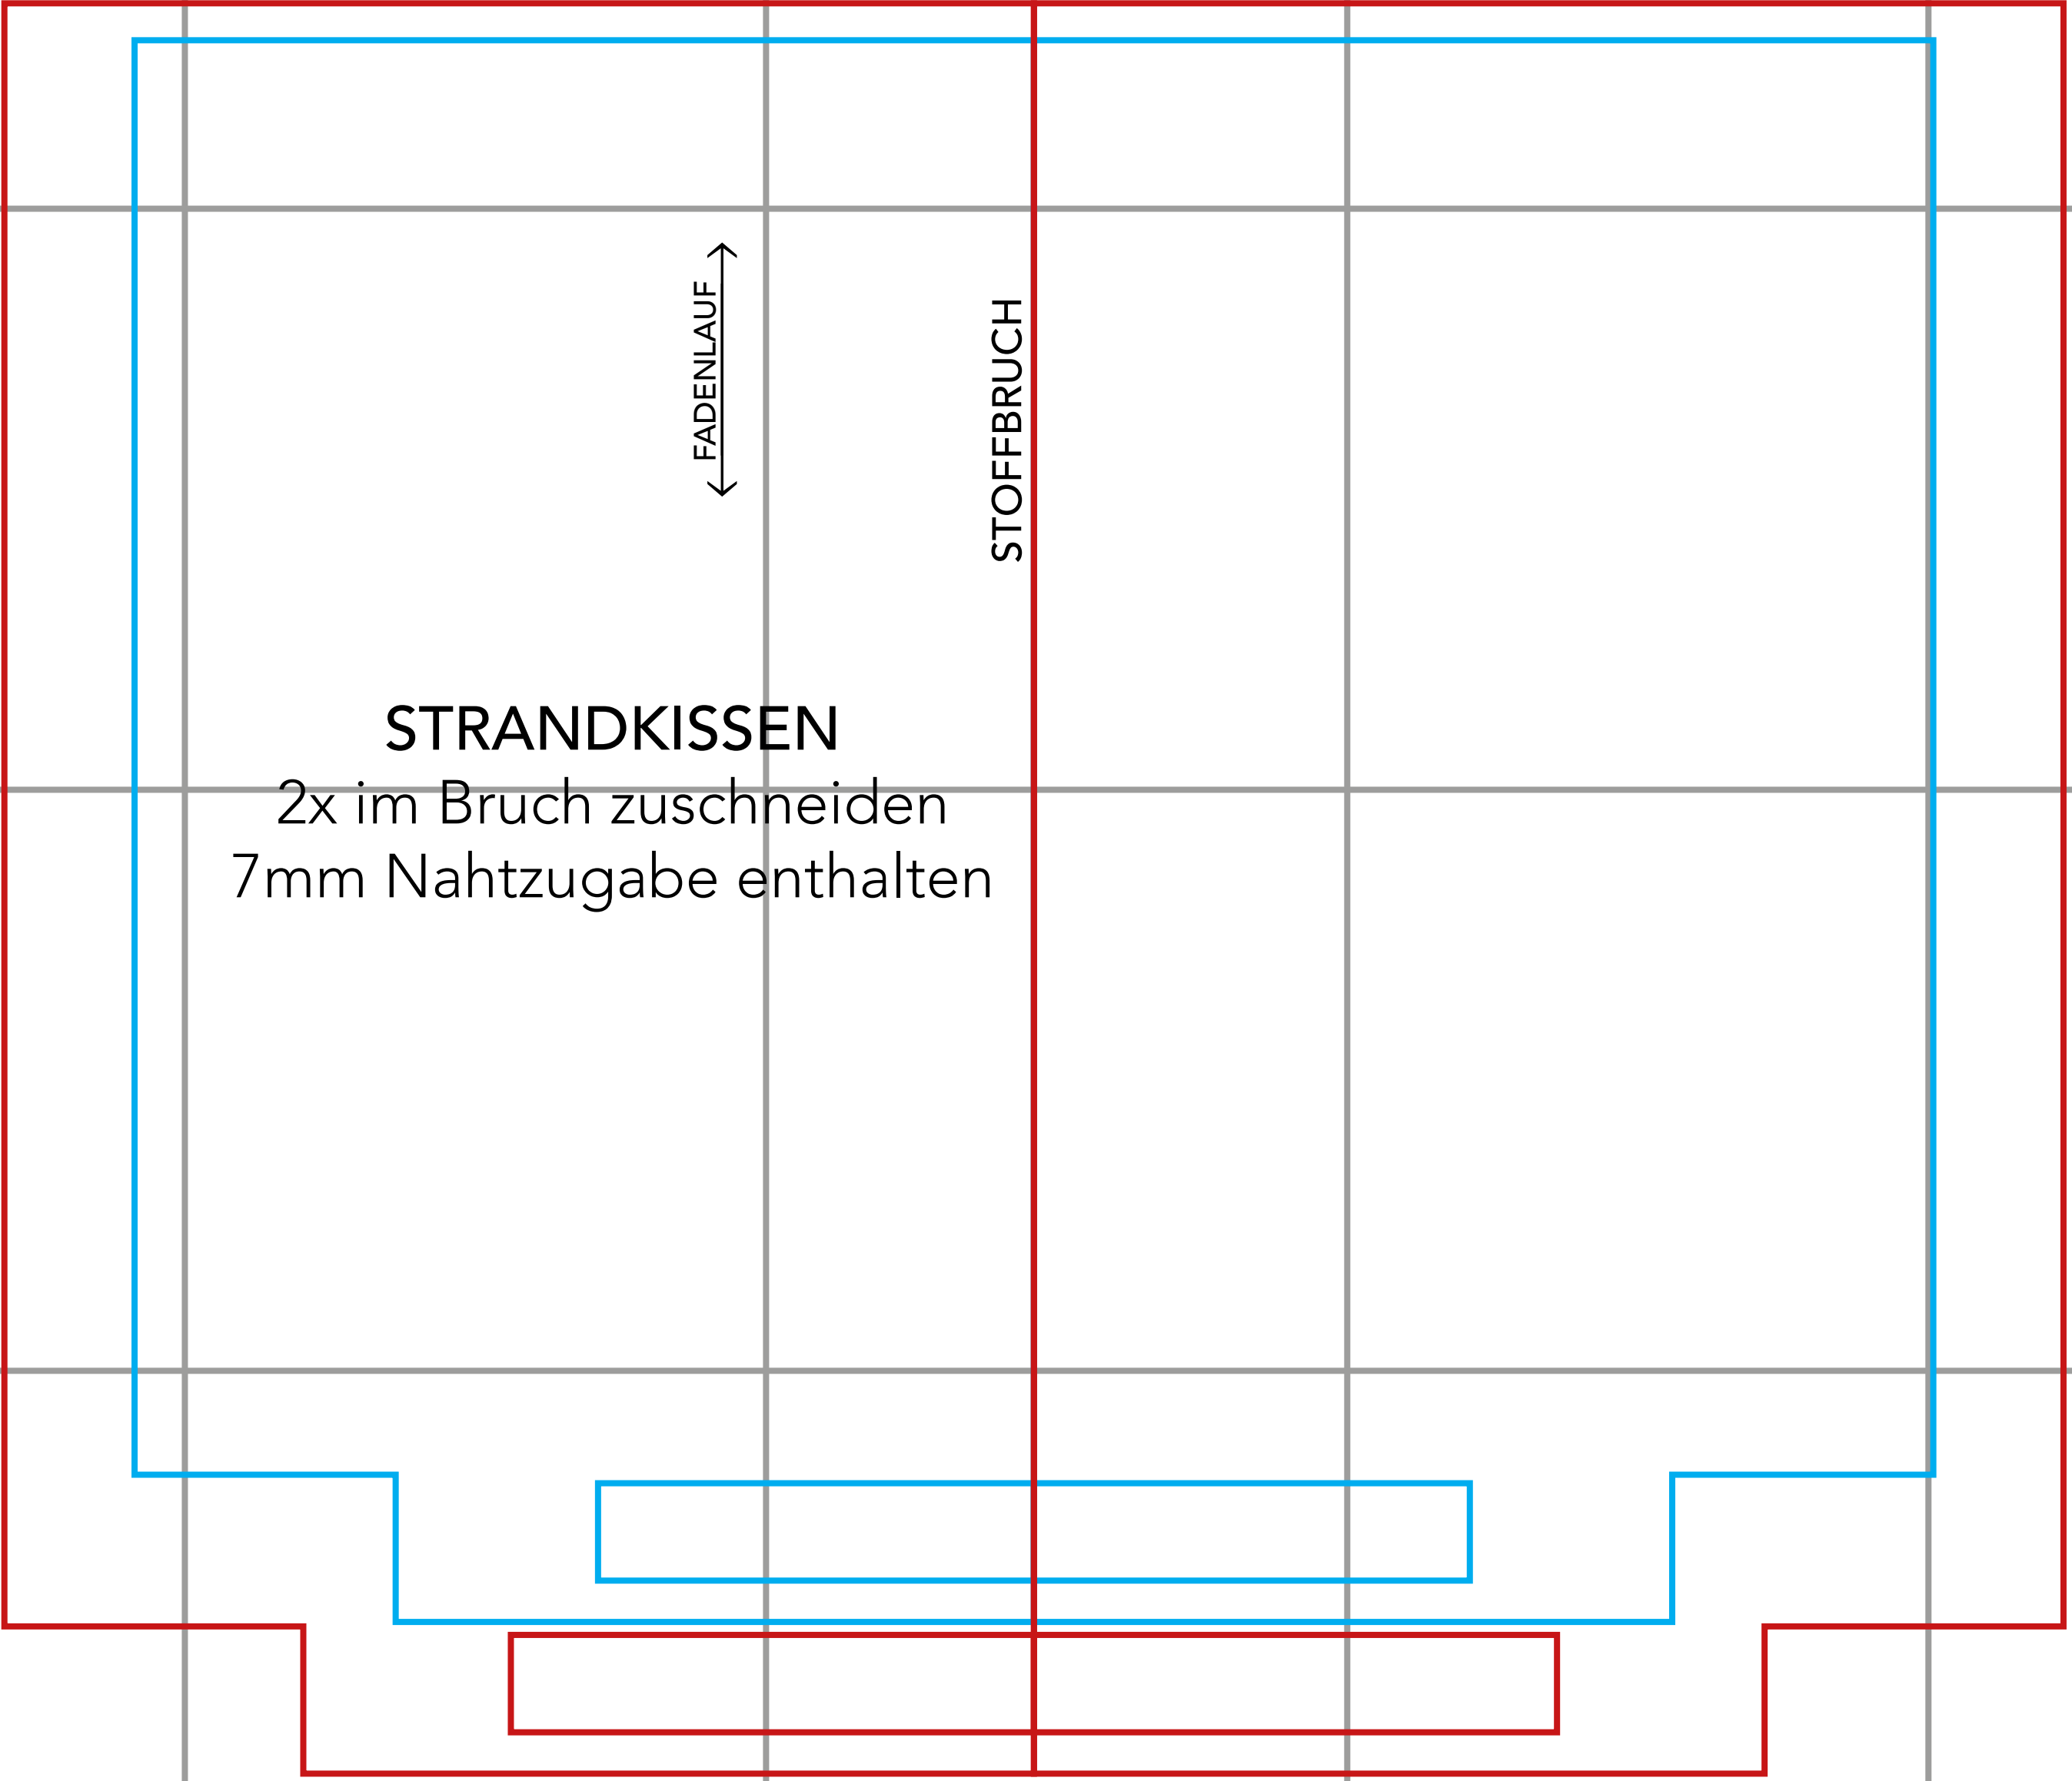 FADENLAUF
STOFFBRUCH
STRANDKISSEN
2x im Bruch zuschneiden
7mm Nahtzugabe enthalten